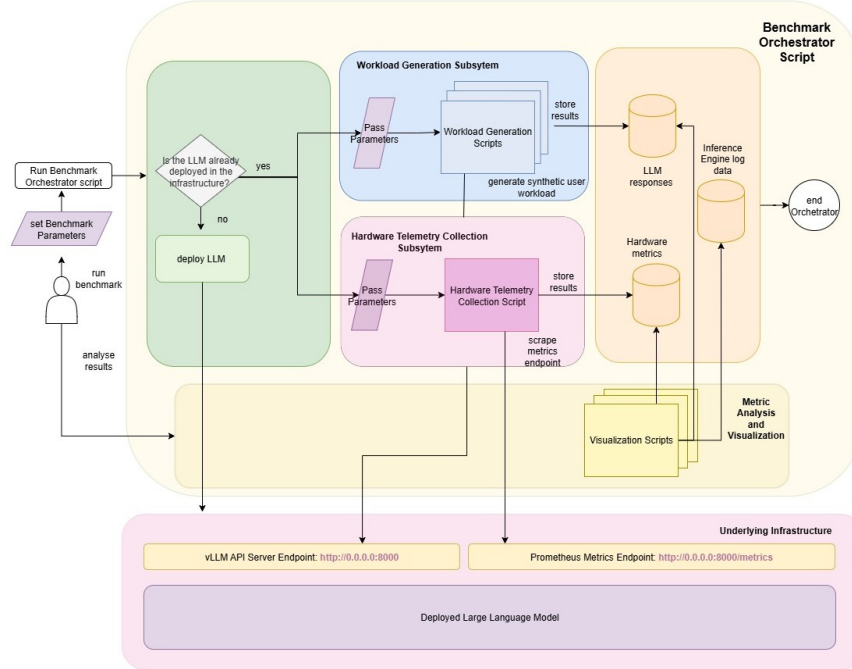 Benchmark
Orchestrator
Script
Workload Generation Subsytem
Pass
Parameters
Workload Generation
Scripts
store
results
generate synthetic user
workload
Is the LLM already
deployed in the
infrastructure?
yes
no
deploy LLM
Run Benchmark
Orchestrator script
set Benchmark
Parameters
run
benchmark
analyse
results
Hardware Telemetry Collection
Subsytem
Pass
Parameters
Hardware Telemetry
Collection Script
store
results
scrape
metrics
endpoint
LLM
responses
Inference
Engine log
data
Hardware
metrics
end
Orchetrator
Metric
Analysis
and
Visualization
Visualization Scripts
Underlying Infrastructure
vLLM API Server Endpoint: http://0.0.0.0:8000
Prometheus Metrics Endpoint: http://0.0.0.0:8000/metrics
Deployed Large Language Model